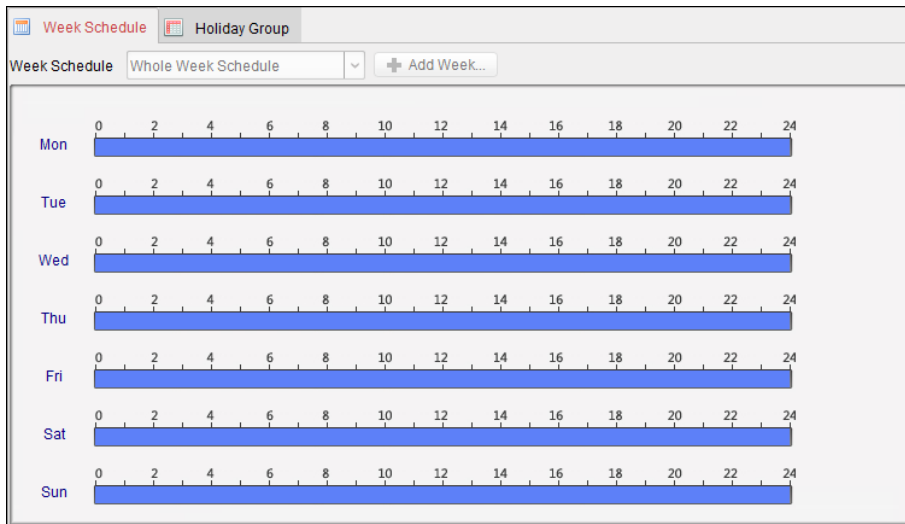 Week Schedule Holiday Group
Week Schedule Whole Week Schedule Add Week...
0 2 4 6 8 10 12 14 16 18 20 22 24
Mon
0 2 4 6 8 10 12 14 16 18 20 22 24
Tue
0 2 4 6 8 10 12 14 16 18 20 22 24
Wed
0 2 4 6 8 10 12 14 16 18 20 22 24
Thu
0 2 4 6 8 10 12 14 16 18 20 22 24
Fri
0 2 4 6 8 10 12 14 16 18 20 22 24
Sat
0 2 4 6 8 10 12 14 16 18 20 22 24
Sun